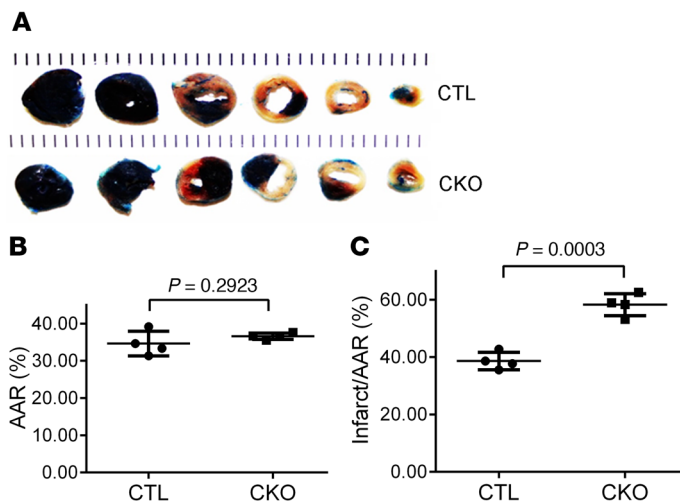 A
CTL
CKO
B
P = 0.2923
AAR (%)
40.00
30.00
20.00
10.00
0.00
CTL
CKO
C
P = 0.0003
Infarct/AAR (%)
60.00
40.00
20.00
0.00
CTL
CKO